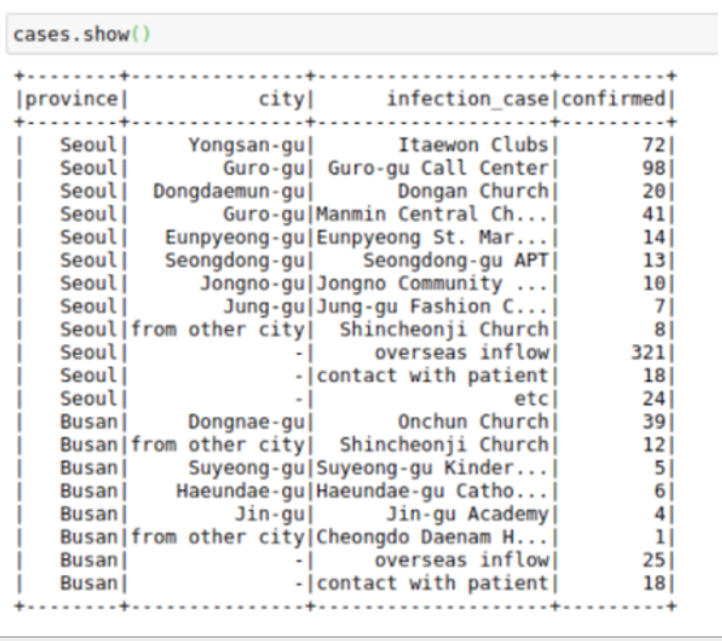 cases.show()
+--------+---------------+--------------------+---------+
|province|           city|      infection_case|confirmed|
+--------+---------------+--------------------+---------+
|   Seoul|     Yongsan-gu|       Itaewon Clubs|       72|
|   Seoul|        Guro-gu| Guro-gu Call Center|       98|
|   Seoul|  Dongdaemun-gu|       Dongan Church|       20|
|   Seoul|        Guro-gu|Manmin Central Ch...|       41|
|   Seoul|   Eunpyeong-gu|Eunpyeong St. Mar...|       14|
|   Seoul|   Seongdong-gu|    Seongdong-gu APT|       13|
|   Seoul|      Jongno-gu|Jongno Community ...|       10|
|   Seoul|        Jung-gu|Jung-gu Fashion C...|        7|
|   Seoul|from other city|  Shincheonji Church|        8|
|   Seoul|              -|     overseas inflow|      321|
|   Seoul|              -|contact with patient|       18|
|   Seoul|              -|                 etc|       24|
|   Busan|     Dongnae-gu|       Onchun Church|       39|
|   Busan|from other city|  Shincheonji Church|       12|
|   Busan|     Suyeong-gu|Suyeong-gu Kinder...|        5|
|   Busan|    Haeundae-gu|Haeundae-gu Catho...|        6|
|   Busan|         Jin-gu|      Jin-gu Academy|        4|
|   Busan|from other city|Cheongdo Daenam H...|        1|
|   Busan|              -|     overseas inflow|       25|
|   Busan|              -|contact with patient|       18|
+--------+---------------+--------------------+---------+